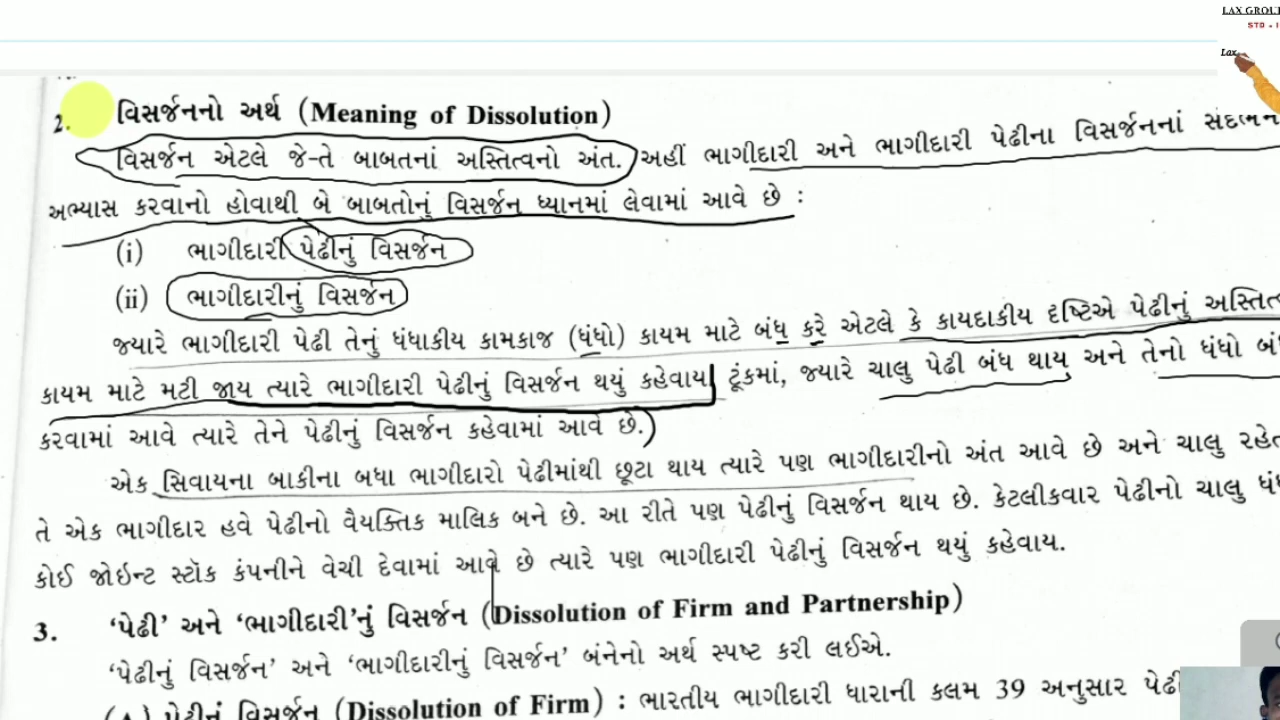 LAX GROU
STD - 1
Lax
2. વિસર્જનનો અર્થ (Meaning of Dissolution)
વિસર્જન એટલે જે-તે બાબતનાં અસ્તિત્વનો અંત. અહીં ભાગીદારી અને ભાગીદારી પેઢીના વિસર્જનનાં
અભ્યાસ કરવાનો હોવાથી બે બાબતોનું વિસર્જન ધ્યાનમાં લેવામાં આવે છે :
(i) ભાગીદારી પેઢીનું વિસર્જન
(ii) ભાગીદારીનું વિસર્જન
જ્યારે ભાગીદારી પેઢી તેનું ધંધાકીય કામકાજ (ધંધો) કાયમ માટે બંધ કરે એટલે કે કાયદાકીય દૃષ્ટિએ પેઢીનું
કાયમ માટે મટી જાય ત્યારે ભાગીદારી પેઢીનું વિસર્જન થયું કહેવાય ટૂંકમાં, જ્યારે ચાલુ પેઢી બંધ થાય અને તેનો ધંધો
કરવામાં આવે ત્યારે તેને પેઢીનું વિસર્જન કહેવામાં આવે છે.)
એક સિવાયના બાકીના બધા ભાગીદારો પેઢીમાંથી છૂટા થાય ત્યારે પણ ભાગીદારીનો અંત આવે છે અને ચાલુ
તે એક ભાગીદાર હવે પેઢીનો વૈયક્તિક માલિક બને છે. આ રીતે પણ પેઢીનું વિસર્જન થાય છે. કેટલીકવાર પેઢીનો ચાલુ
કોઈ જોઇન્ટ સ્ટૉક કંપનીને વેચી દેવામાં આવે છે ત્યારે પણ ભાગીદારી પેઢીનું વિસર્જન થયું કહેવાય.
3. ‘પેઢી’ અને ‘ભાગીદારી’નું વિસર્જન (Dissolution of Firm and Partnership)
‘પેઢીનું વિસર્જન’ અને ‘ભાગીદારીનું વિસર્જન’ બંનેનો અર્થ સ્પષ્ટ કરી લઈએ.
(A) પેઢીનું વિસર્જન (Dissolution of Firm) : ભારતીય ભાગીદારી ધારાની કલમ 39 અનુસાર